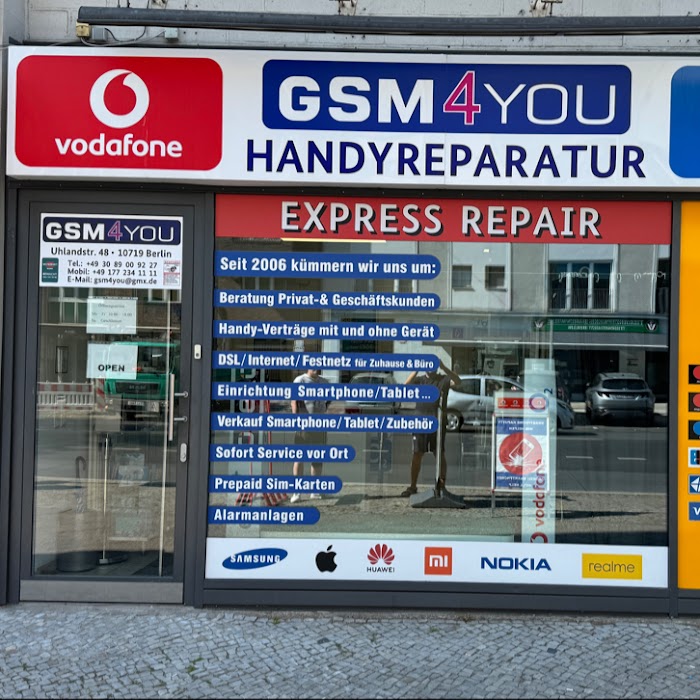 vodafone
GSM4YOU
HANDYREPARATUR
EXPRESS REPAIR
GSM4YOU
Uhlandstr. 48 • 10719 Berlin
Tel.: +49 30 89 00 92 27
Mobil: +49 177 234 11 11
E-Mail: gsm4you@gmx.de
OPEN
Seit 2006 kümmern wir uns um:
Beratung Privat-& Geschäftskunden
Handy-Verträge mit und ohne Gerät
DSL/Internet/Festnetz für Zuhause & Büro
Einrichtung Smartphone/Tablet...
Verkauf Smartphone/Tablet/Zubehör
Sofort Service vor Ort
Prepaid Sim-Karten
Alarmanlagen
vodafone
SAMSUNG
HUAWEI
mi
NOKIA
realme